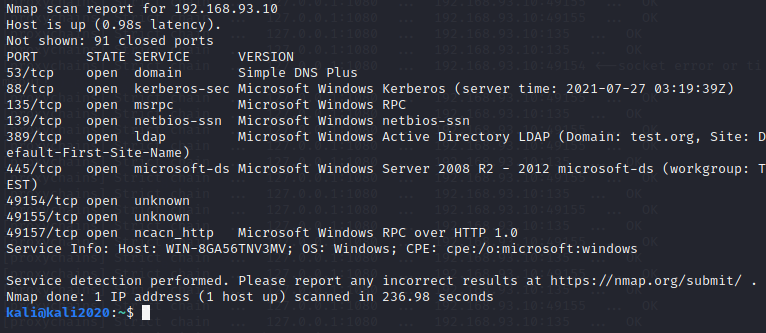 Nmap scan report for 192.168.93.10
Host is up (0.98s latency).
Not shown: 91 closed ports
PORT      STATE SERVICE      VERSION
53/tcp    open  domain       Simple DNS Plus
88/tcp    open  kerberos-sec Microsoft Windows Kerberos (server time: 2021-07-27 03:19:39Z)
135/tcp   open  msrpc        Microsoft Windows RPC
139/tcp   open  netbios-ssn  Microsoft Windows netbios-ssn
389/tcp   open  ldap         Microsoft Windows Active Directory LDAP (Domain: test.org, Site: D
efault-First-Site-Name)
445/tcp   open  microsoft-ds Microsoft Windows Server 2008 R2 - 2012 microsoft-ds (workgroup: T
EST)
49154/tcp open  unknown
49155/tcp open  unknown
49157/tcp open  ncacn_http   Microsoft Windows RPC over HTTP 1.0
Service Info: Host: WIN-8GA56TNV3MV; OS: Windows; CPE: cpe:/o:microsoft:windows

Service detection performed. Please report any incorrect results at https://nmap.org/submit/ .
Nmap done: 1 IP address (1 host up) scanned in 236.98 seconds
kali@kali2020:~$